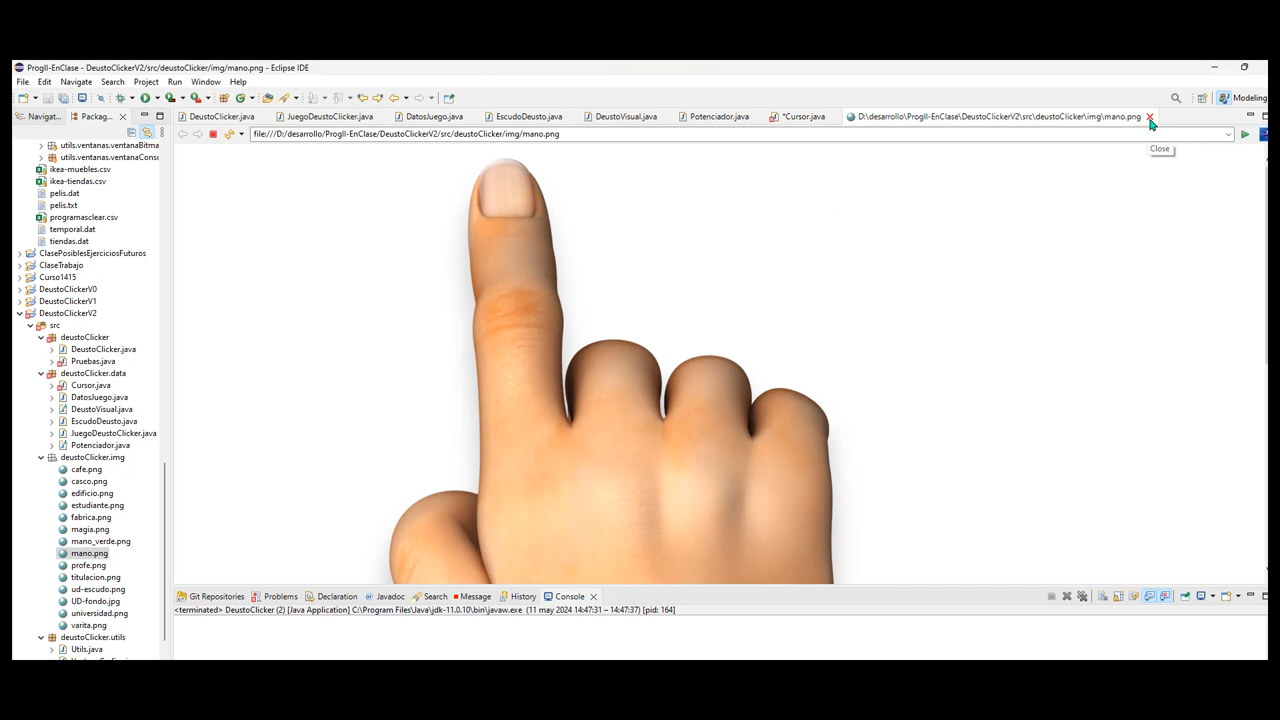 ProgII-EnClase - DeustoClickerV2/src/deustoClicker/img/mano.png - Eclipse IDE
File Edit Navigate Search Project Run Window Help
Modeling
Navigat... Packag...
DeustoClicker.java JuegoDeustoClicker.java DatosJuego.java EscudoDeusto.java DeustoVisual.java Potenciador.java *Cursor.java D:\desarrollo\ProgII-EnClase\DeustoClickerV2\src\deustoClicker\img\mano.png
file:///D:/desarrollo/ProgII-EnClase/DeustoClickerV2/src/deustoClicker/img/mano.png
Close
utils.ventanas.ventanaBitma
utils.ventanas.ventanaConso
ikea-muebles.csv
ikea-tiendas.csv
pelis.dat
pelis.txt
programasclear.csv
temporal.dat
tiendas.dat
ClasePosiblesEjerciciosFuturos
ClaseTrabajo
Curso1415
DeustoClickerV0
DeustoClickerV1
DeustoClickerV2
src
deustoClicker
DeustoClicker.java
Pruebas.java
deustoClicker.data
Cursor.java
DatosJuego.java
DeustoVisual.java
EscudoDeusto.java
JuegoDeustoClicker.java
Potenciador.java
deustoClicker.img
cafe.png
casco.png
edificio.png
estudiante.png
fabrica.png
magia.png
mano_verde.png
mano.png
profe.png
titulacion.png
ud-escudo.png
UD-fondo.jpg
universidad.png
varita.png
deustoClicker.utils
Utils.java
Git Repositories Problems Declaration Javadoc Search Message History Console
<terminated> DeustoClicker (2) [Java Application] C:\Program Files\Java\jdk-11.0.10\bin\javaw.exe (11 may 2024 14:47:31 – 14:47:37) [pid: 164]